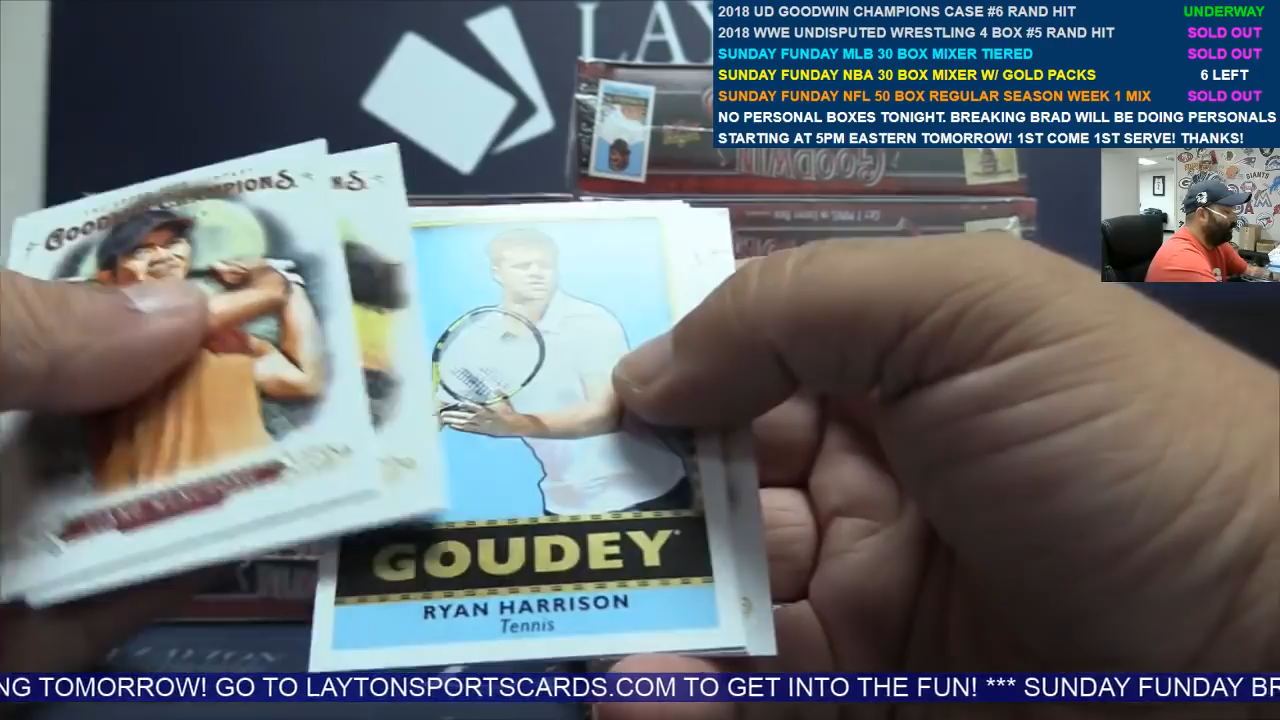 2018 UD GOODWIN CHAMPIONS CASE #6 RAND HIT UNDERWAY
2018 WWE UNDISPUTED WRESTLING 4 BOX #5 RAND HIT SOLD OUT
SUNDAY FUNDAY MLB 30 BOX MIXER TIERED SOLD OUT
SUNDAY FUNDAY NBA 30 BOX MIXER W/ GOLD PACKS 6 LEFT
SUNDAY FUNDAY NFL 50 BOX REGULAR SEASON WEEK 1 MIX SOLD OUT
NO PERSONAL BOXES TONIGHT. BREAKING BRAD WILL BE DOING PERSONALS
STARTING AT 5PM EASTERN TOMORROW! 1ST COME 1ST SERVE! THANKS!
LAY
GOODWIN
GIANTS
GOUDEY
RYAN HARRISON
Tennis
NG TOMORROW! GO TO LAYTONSPORTSCARDS.COM TO GET INTO THE FUN! *** SUNDAY FUNDAY BR